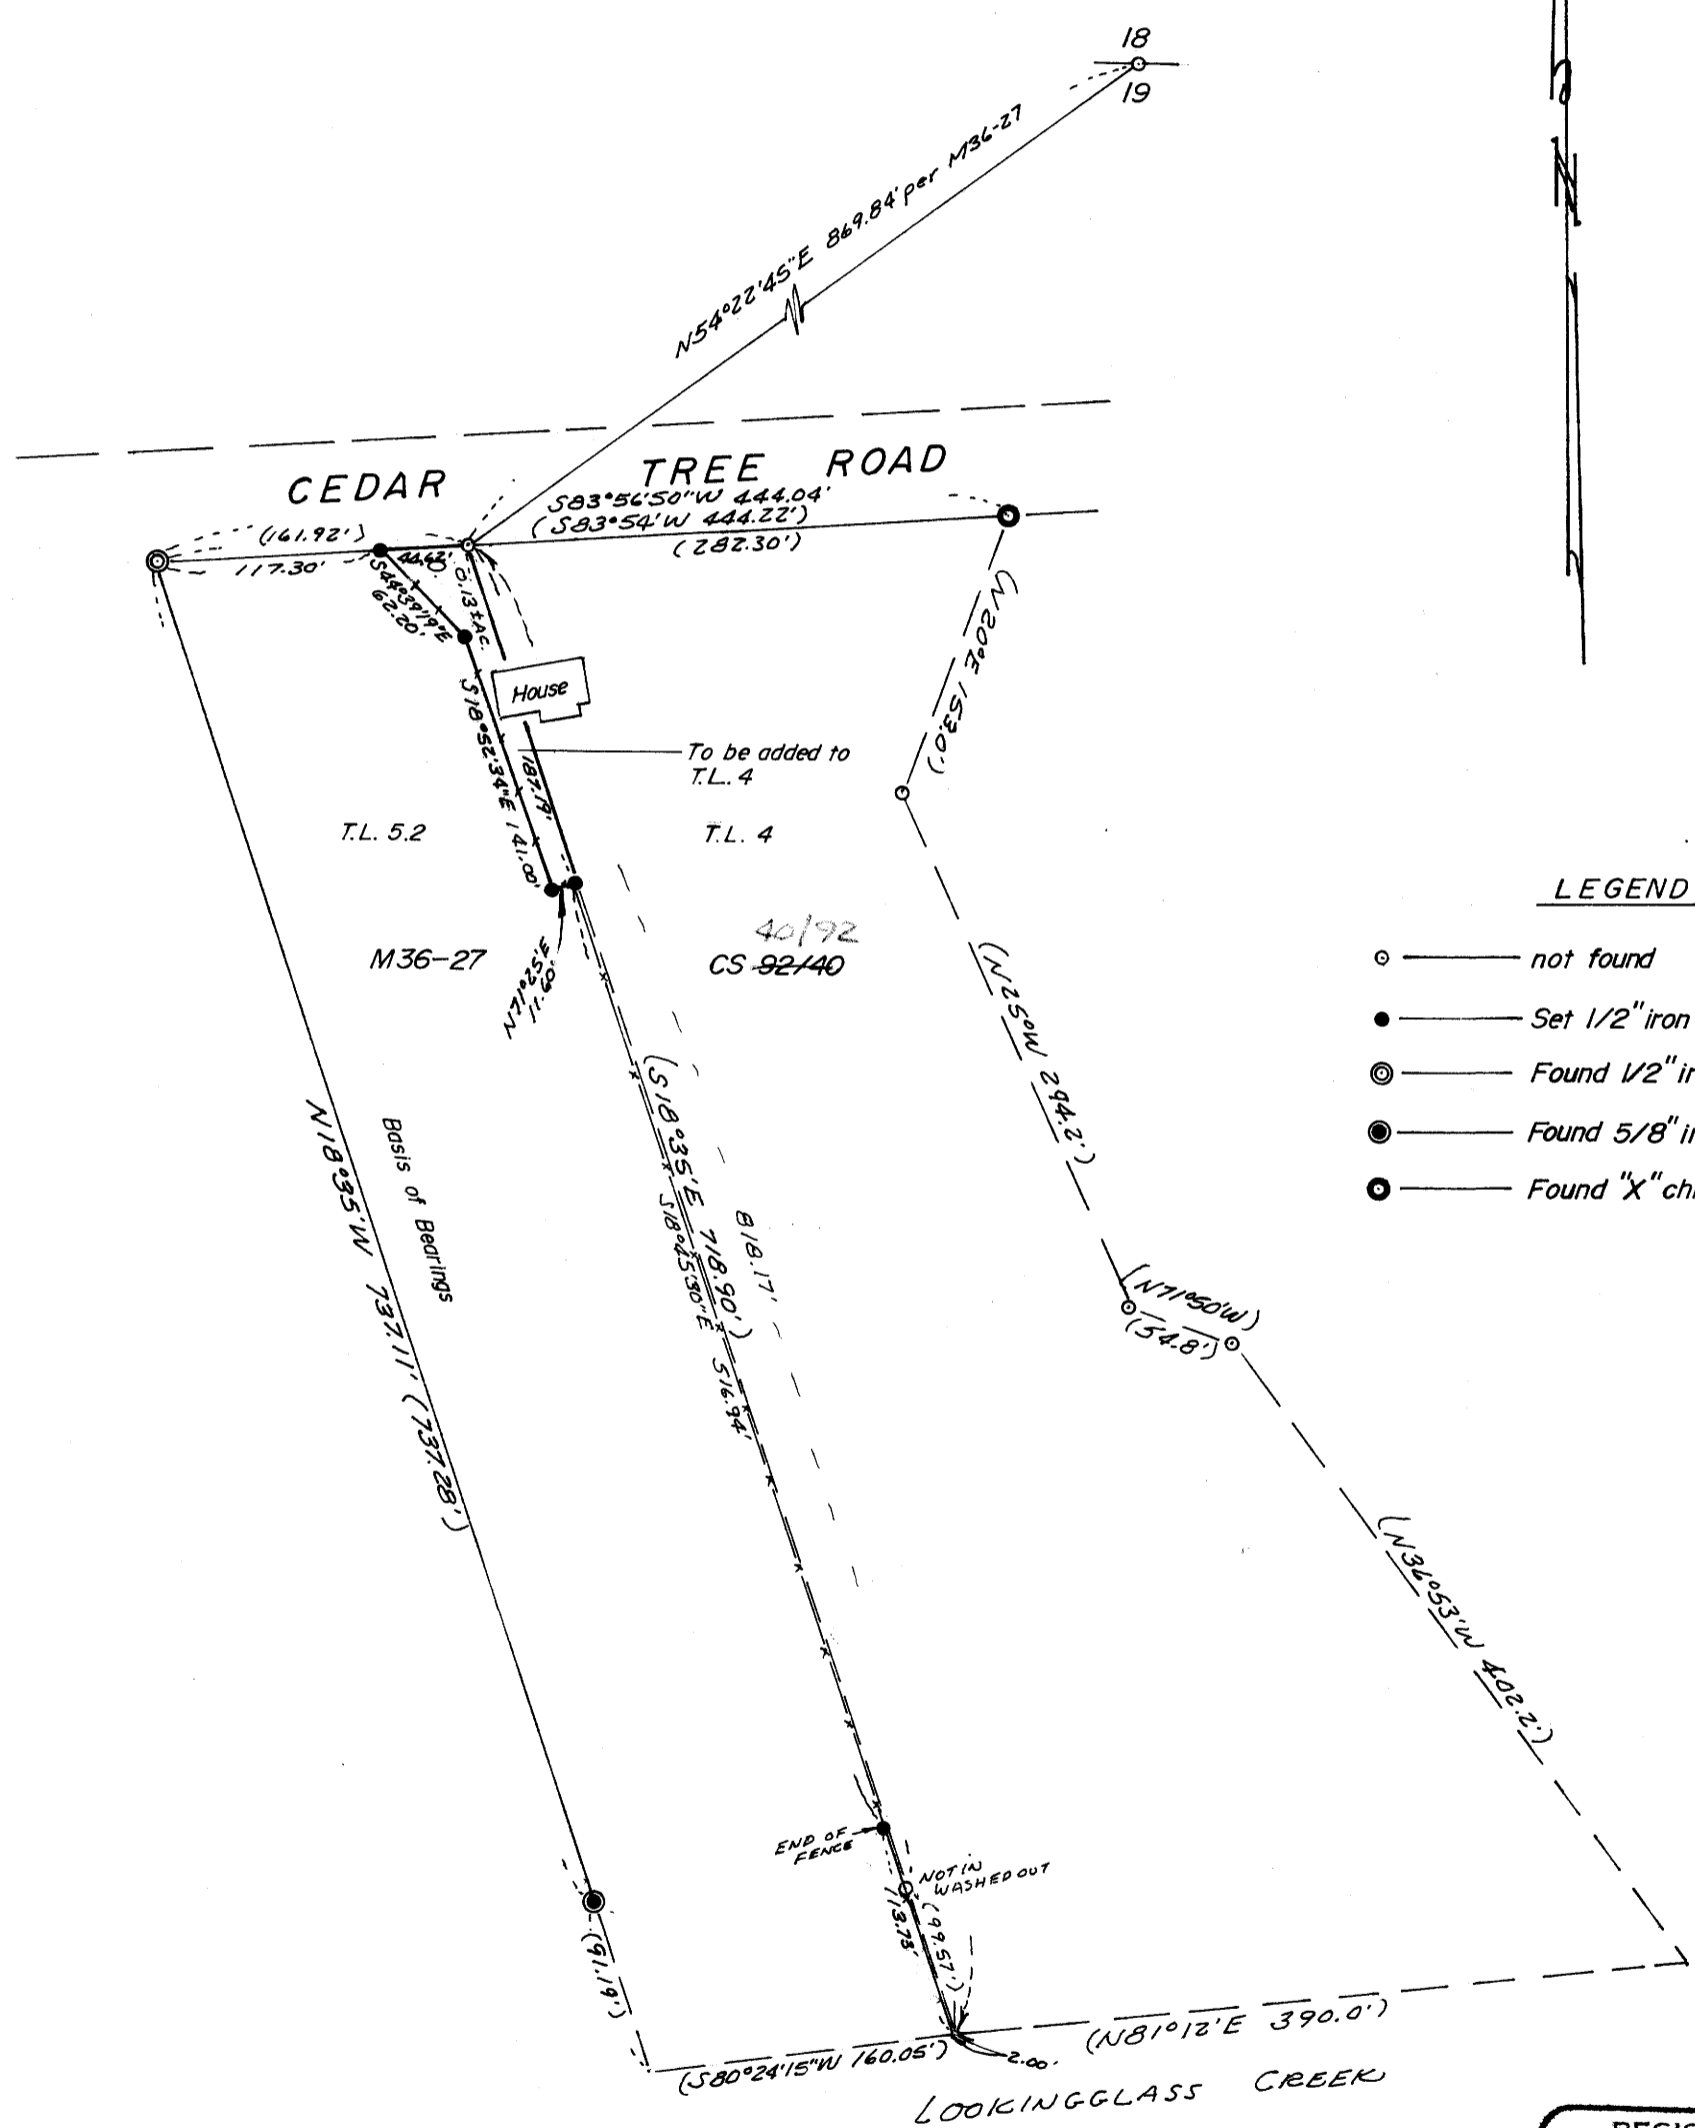 18
19
N54°22'45"E 869.84' per M36-27
CEDAR TREE ROAD
S83°56'50"W 444.04'
(S83°54'W 444.22')
(282.30')
(161.92')
117.30'
44.62'
S44°39'19"E
62.20'
0.13±AC.
House
S18°52'34"E 141.00'
187.19'
To be added to
T.L. 4
(N20°E 153.0')
T.L. 5.2
T.L. 4
40/92
M36-27
CS 92/40
N71°01'52"E
11.60'
(N25°W 294.2')
LEGEND
not found
Set 1/2" iron
Found 1/2" ir
Found 5/8" ir
Found "X" chi
Basis of Bearings
N18°35'W 737.11' (737.28')
(S18°35'E 718.90')
818.17'
S18°45'30"E 516.94'
(N71°50'W)
(54.8')
(N36°53'W 402.2')
END OF
FENCE
NOT IN
WASHED OUT
113.73'
(99.57')
(91.19')
(S80°24'15"W 160.05')
2.00'
(N81°12'E 390.0')
LOOKINGGLASS CREEK